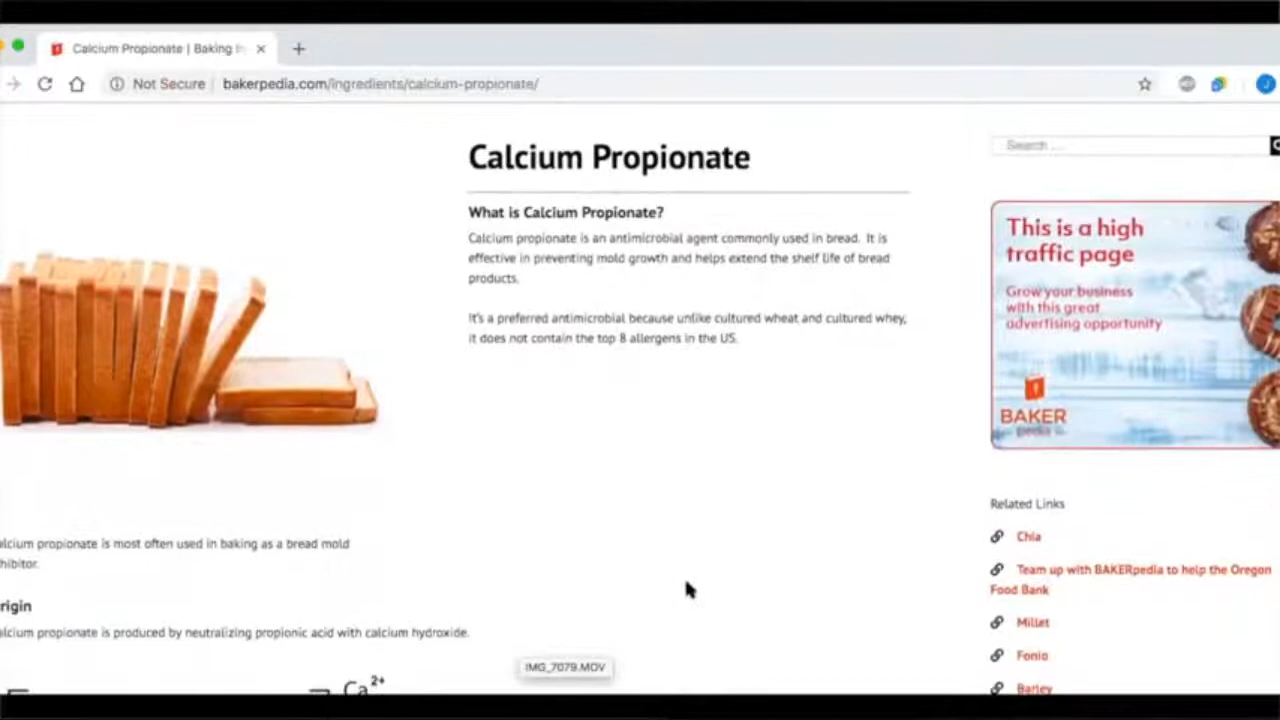 Calcium Propionate | Baking
Not Secure
bakerpedia.com/ingredients/calcium-propionate/
J
Calcium Propionate
Search ...
What is Calcium Propionate?
Calcium propionate is an antimicrobial agent commonly used in bread. It is
effective in preventing mold growth and helps extend the shelf life of bread
products.
It's a preferred antimicrobial because unlike cultured wheat and cultured whey,
it does not contain the top 8 allergens in the US.
This is a high
traffic page
Grow your business
with this great
advertising opportunity
BAKER
pedia
Related Links
Chia
Team up with BAKERpedia to help the Oregon
Food Bank
Millet
Fonio
Barley
alcium propionate is most often used in baking as a bread mold
hibitor.
rigin
alcium propionate is produced by neutralizing propionic acid with calcium hydroxide.
Ca2+
IMG_7079.MOV